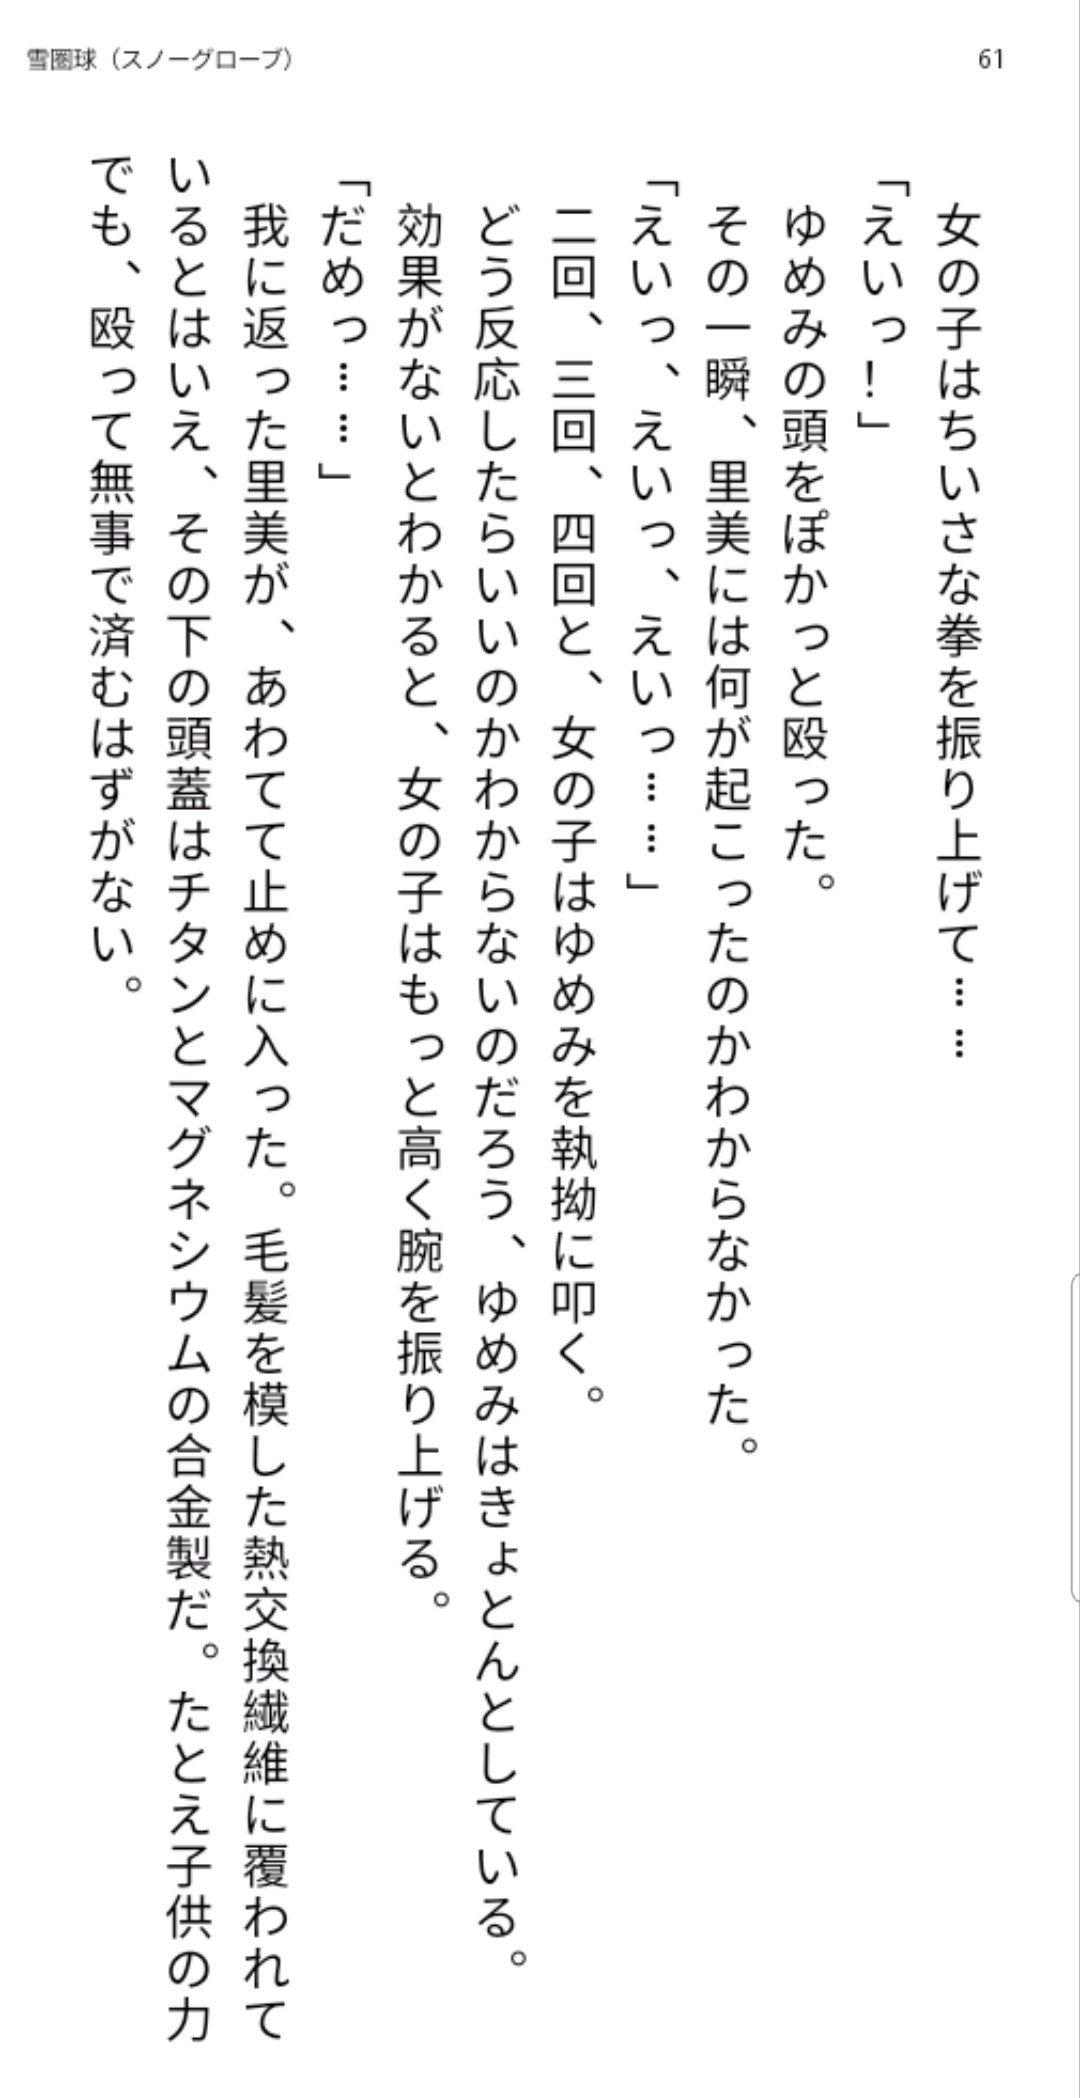 雪圏球（スノーグローブ）
61
女の子はちいさな拳を振り上げて……
「えいっ！」
ゆめみの頭をぽかっと殴った。
その一瞬、里美には何が起こったのかわからなかった。
「えいっ、えいっ、えいっ……」
二回、三回、四回と、女の子はゆめみを執拗に叩く。
どう反応したらいいのかわからないのだろう、ゆめみはきょとんとしている。
効果がないとわかると、女の子はもっと高く腕を振り上げる。
「だめっ……」
我に返った里美が、あわてて止めに入った。毛髪を模した熱交換繊維に覆われて
いるとはいえ、その下の頭蓋はチタンとマグネシウムの合金製だ。たとえ子供の力
でも、殴って無事で済むはずがない。